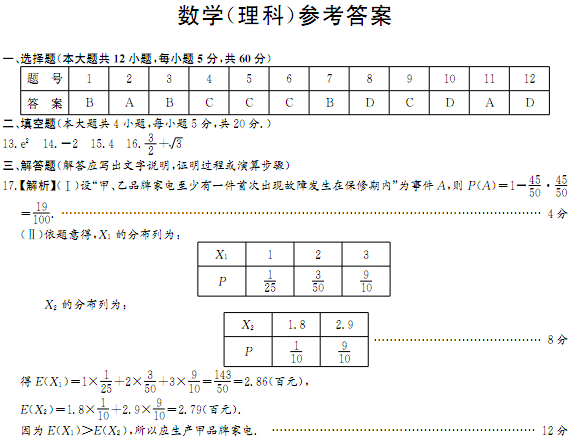 数学(理科)参考答案
一、选择题(本大题共12小题,每小题5分,共60分)
题 号 1 2 3 4 5 6 7 8 9 10 11 12
答 案 B A B C C C B D C D A D
二、填空题(本大题共4小题,每小题5分,共20分.)
13.e² 14.-2 15.4 16.3/2+√3
三、解答题(解答应写出文字说明,证明过程或演算步骤)
17.【解析】(Ⅰ)设“甲、乙品牌家电至少有一件首次出现故障发生在保修期内”为事件A,则P(A)=1-45/50·45/50
=19/100. ……………………………………………… 4分
(Ⅱ)依题意得,X₁的分布列为:
X₁ 1 2 3
P 1/25 3/50 9/10
X₂的分布列为:
X₂ 1.8 2.9
P 1/10 9/10
……………………………… 8分
得E(X₁)=1×1/25+2×3/50+3×9/10=143/50=2.86(百元),
E(X₂)=1.8×1/10+2.9×9/10=2.79(百元).
因为E(X₁)>E(X₂),所以应生产甲品牌家电. ……………………………… 12分